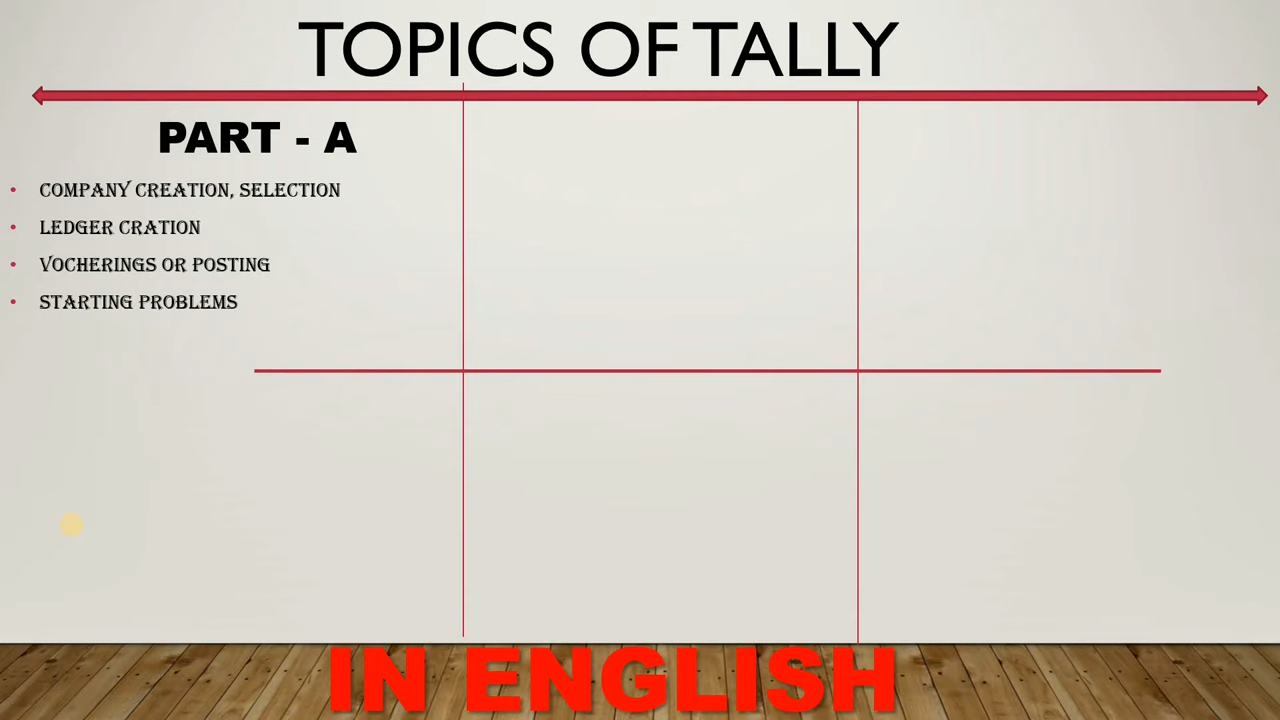 TOPICS OF TALLY
PART - A
• COMPANY CREATION, SELECTION
• LEDGER CRATION
• VOCHERINGS OR POSTING
• STARTING PROBLEMS
IN ENGLISH